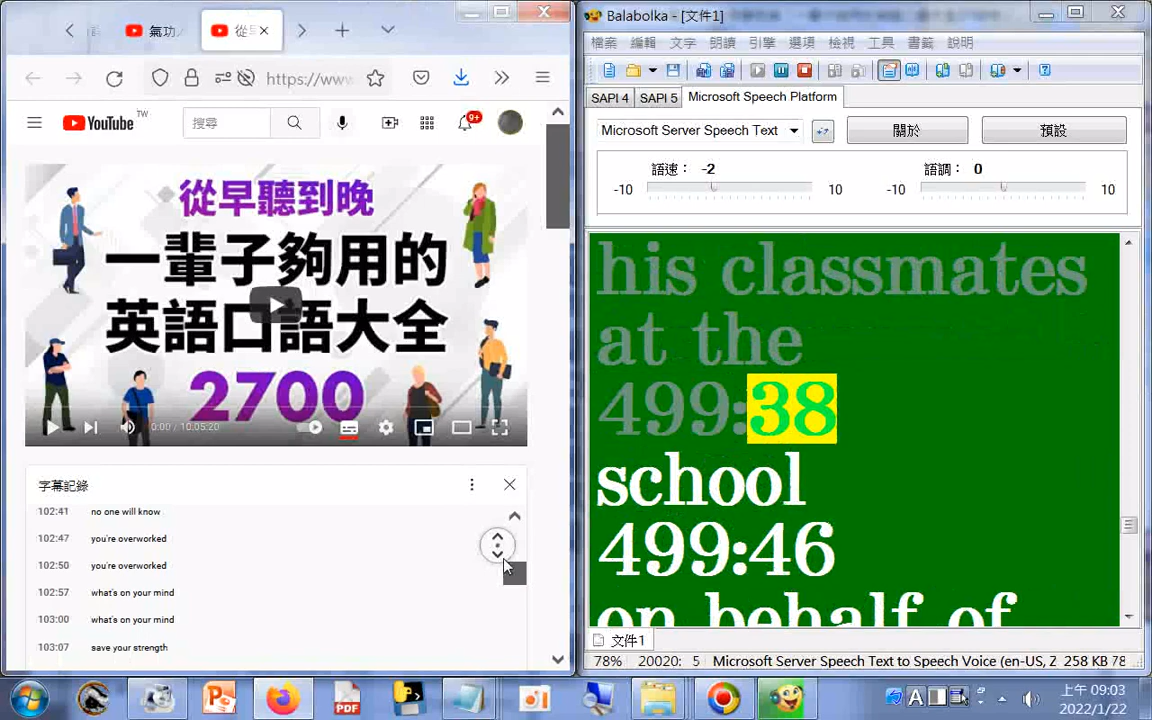 氣功
從
https://www
YouTube TW
搜尋
9+
從早聽到晚
一輩子夠用的
英語口語大全
2700
0:00 / 10:05:20
字幕記錄
102:41 no one will know
102:47 you're overworked
102:50 you're overworked
102:57 what's on your mind
103:00 what's on your mind
103:07 save your strength
Balabolka - [文件1]
檔案 編輯 文字 朗讀 引擎 選項 檢視 工具 書籤 說明
SAPI 4 SAPI 5 Microsoft Speech Platform
Microsoft Server Speech Text 關於 預設
語速： -2 語調： 0
-10 10 -10 10
his classmates
at the
499:38
school
499:46
on behalf of
文件1
78% 20020: 5 Microsoft Server Speech Text to Speech Voice (en-US, Z 258 KB 78
PDF
A
上午 09:03
2022/1/22